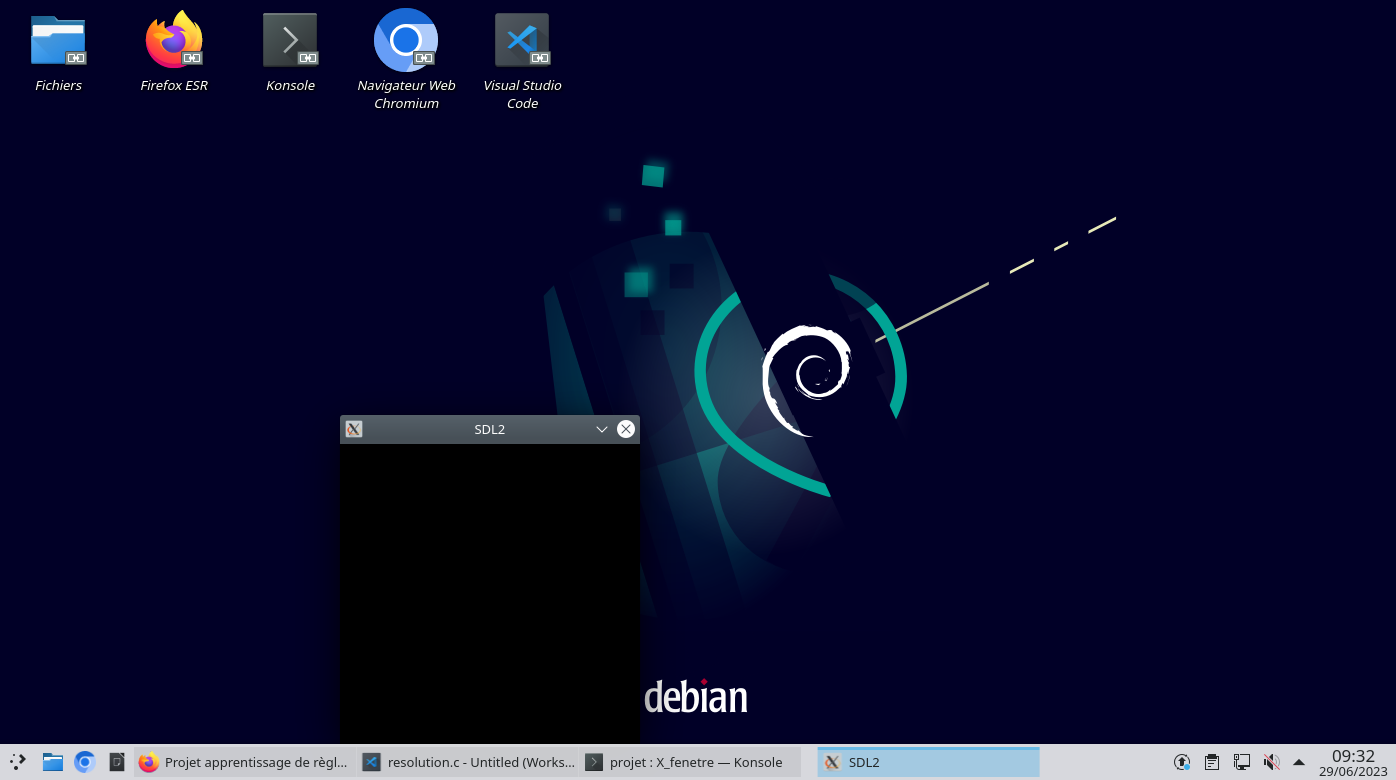 Fichiers
Firefox ESR
Konsole
Navigateur Web
Chromium
Visual Studio
Code
SDL2
debian
Projet apprentissage de règl...
resolution.c - Untitled (Works...
projet : X_fenetre — Konsole
SDL2
09:32
29/06/2023